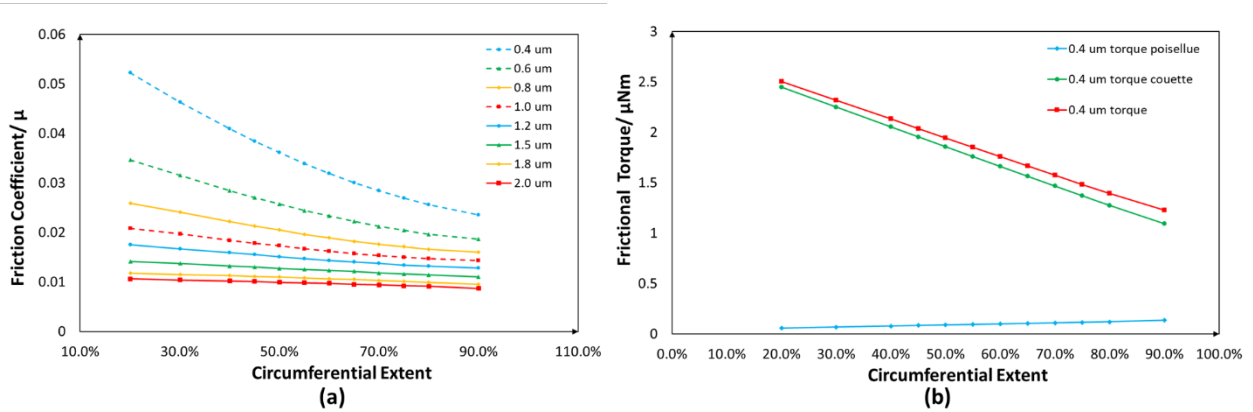 0.06
0.05
0.04
0.03
0.02
0.01
0
10.0% 30.0% 50.0% 70.0% 90.0% 110.0%
Friction Coefficient/ μ
Circumferential Extent
0.4 um
0.6 um
0.8 um
1.0 um
1.2 um
1.5 um
1.8 um
2.0 um
(a)
3
2.5
2
1.5
1
0.5
0
0.0% 10.0% 20.0% 30.0% 40.0% 50.0% 60.0% 70.0% 80.0% 90.0% 100.0%
Frictional Torque/ μNm
Circumferential Extent
0.4 um torque poisellue
0.4 um torque couette
0.4 um torque
(b)